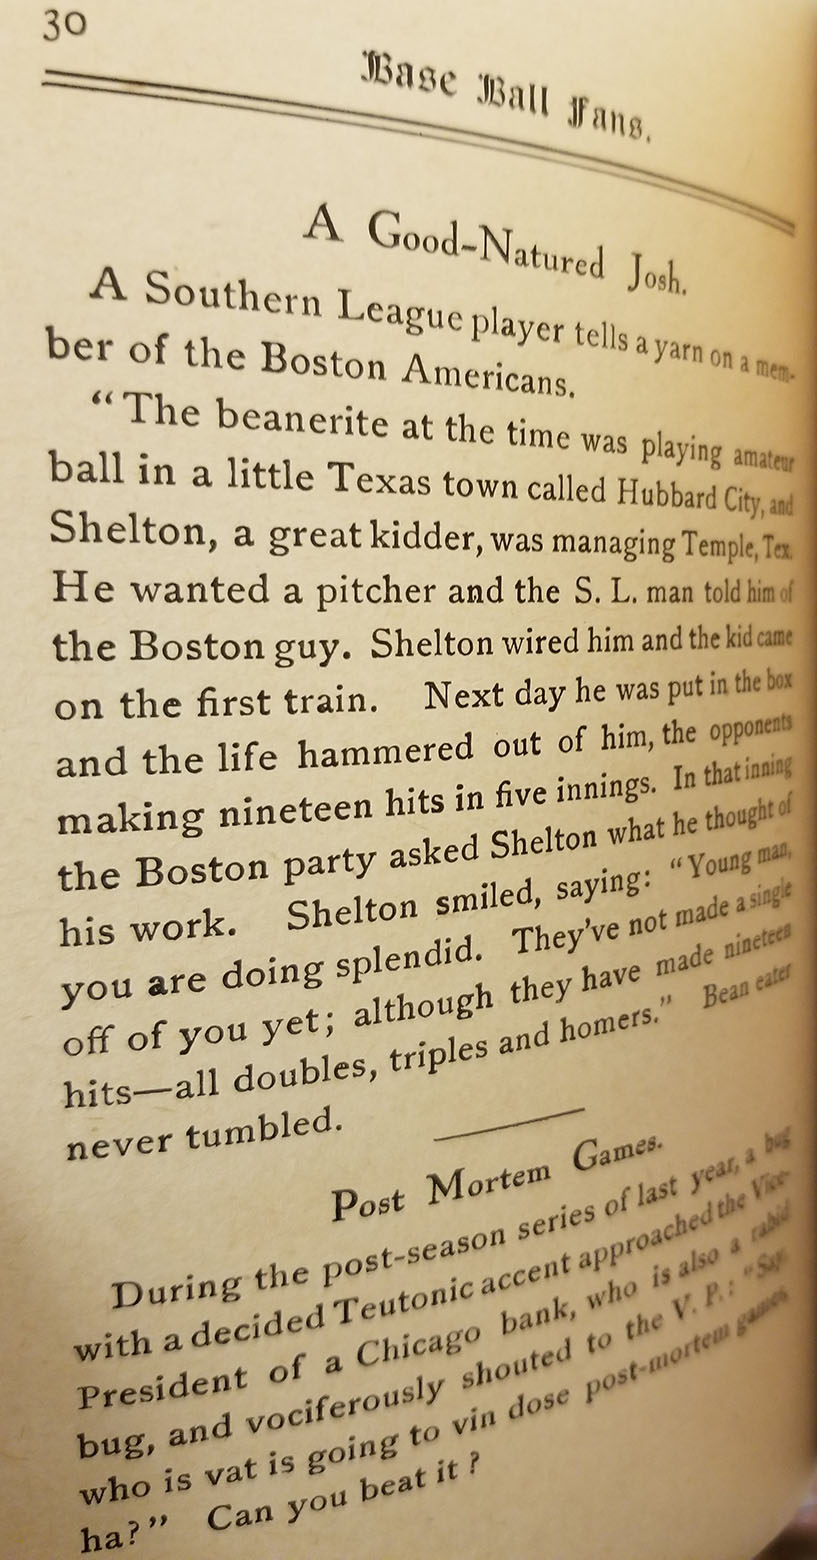 30
Base Ball Fans.
A Good-Natured Josh.
A Southern League player tells a yarn on a mem-
ber of the Boston Americans.
"The beanerite at the time was playing amateur
ball in a little Texas town called Hubbard City, and
Shelton, a great kidder, was managing Temple, Tex.
He wanted a pitcher and the S. L. man told him of
the Boston guy. Shelton wired him and the kid came
on the first train. Next day he was put in the box
and the life hammered out of him, the opponents
making nineteen hits in five innings. In that inning
the Boston party asked Shelton what he thought of
his work. Shelton smiled, saying: "Young man,
you are doing splendid. They've not made a single
off of you yet; although they have made nineteen
hits—all doubles, triples and homers." Bean eater
never tumbled.
Post Mortem Games.
During the post-season series of last year, a bug
with a decided Teutonic accent approached the Vice-
President of a Chicago bank, who is also a rabid
bug, and vociferously shouted to the V. P.: "Say
who is vat is going to vin dose post-mortem games
ha?" Can you beat it?